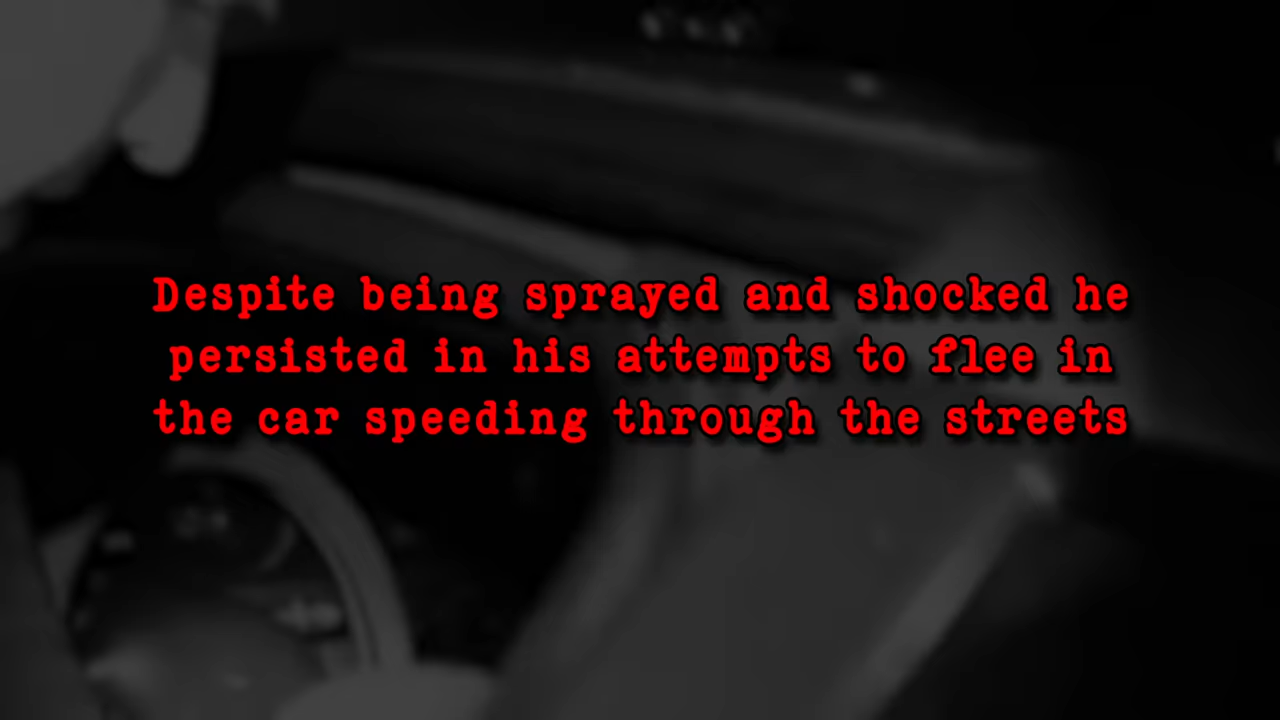 Despite being sprayed and shocked he
persisted in his attempts to flee in
the car speeding through the streets